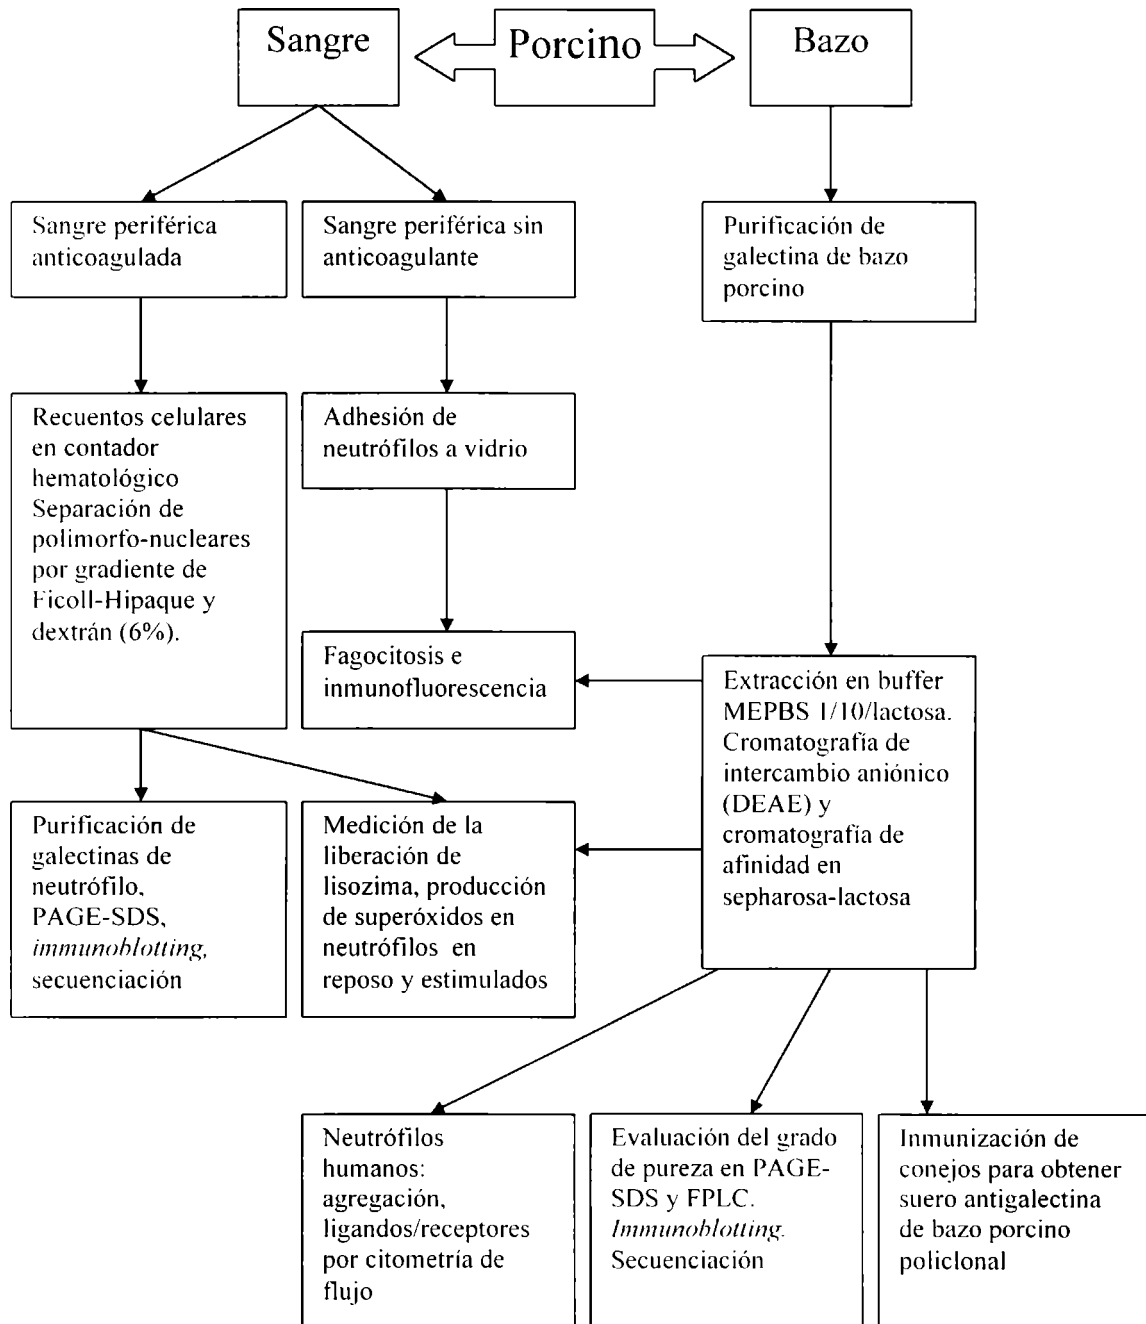 Sangre
Porcino
Bazo
Sangre periférica
anticoagulada
Sangre periférica sin
anticoagulante
Purificación de
galectina de bazo
porcino
Recuentos celulares
en contador
hematológico
Separación de
polimorfo-nucleares
por gradiente de
Ficoll-Hipaque y
dextrán (6%).
Adhesión de
neutrófilos a vidrio
Fagocitosis e
inmunofluorescencia
Extracción en buffer
MEPBS 1/10/lactosa.
Cromatografía de
intercambio aniónico
(DEAE) y
cromatografía de
afinidad en
sepharosa-lactosa
Purificación de
galectinas de
neutrófilo,
PAGE-SDS,
immunoblotting,
secuenciación
Medición de la
liberación de
lisozima, producción
de superóxidos en
neutrófilos en
reposo y estimulados
Neutrófilos
humanos:
agregación,
ligandos/receptores
por citometría de
flujo
Evaluación del grado
de pureza en PAGE-
SDS y FPLC.
Immunoblotting.
Secuenciación
Inmunización de
conejos para obtener
suero antigalectina
de bazo porcino
policlonal